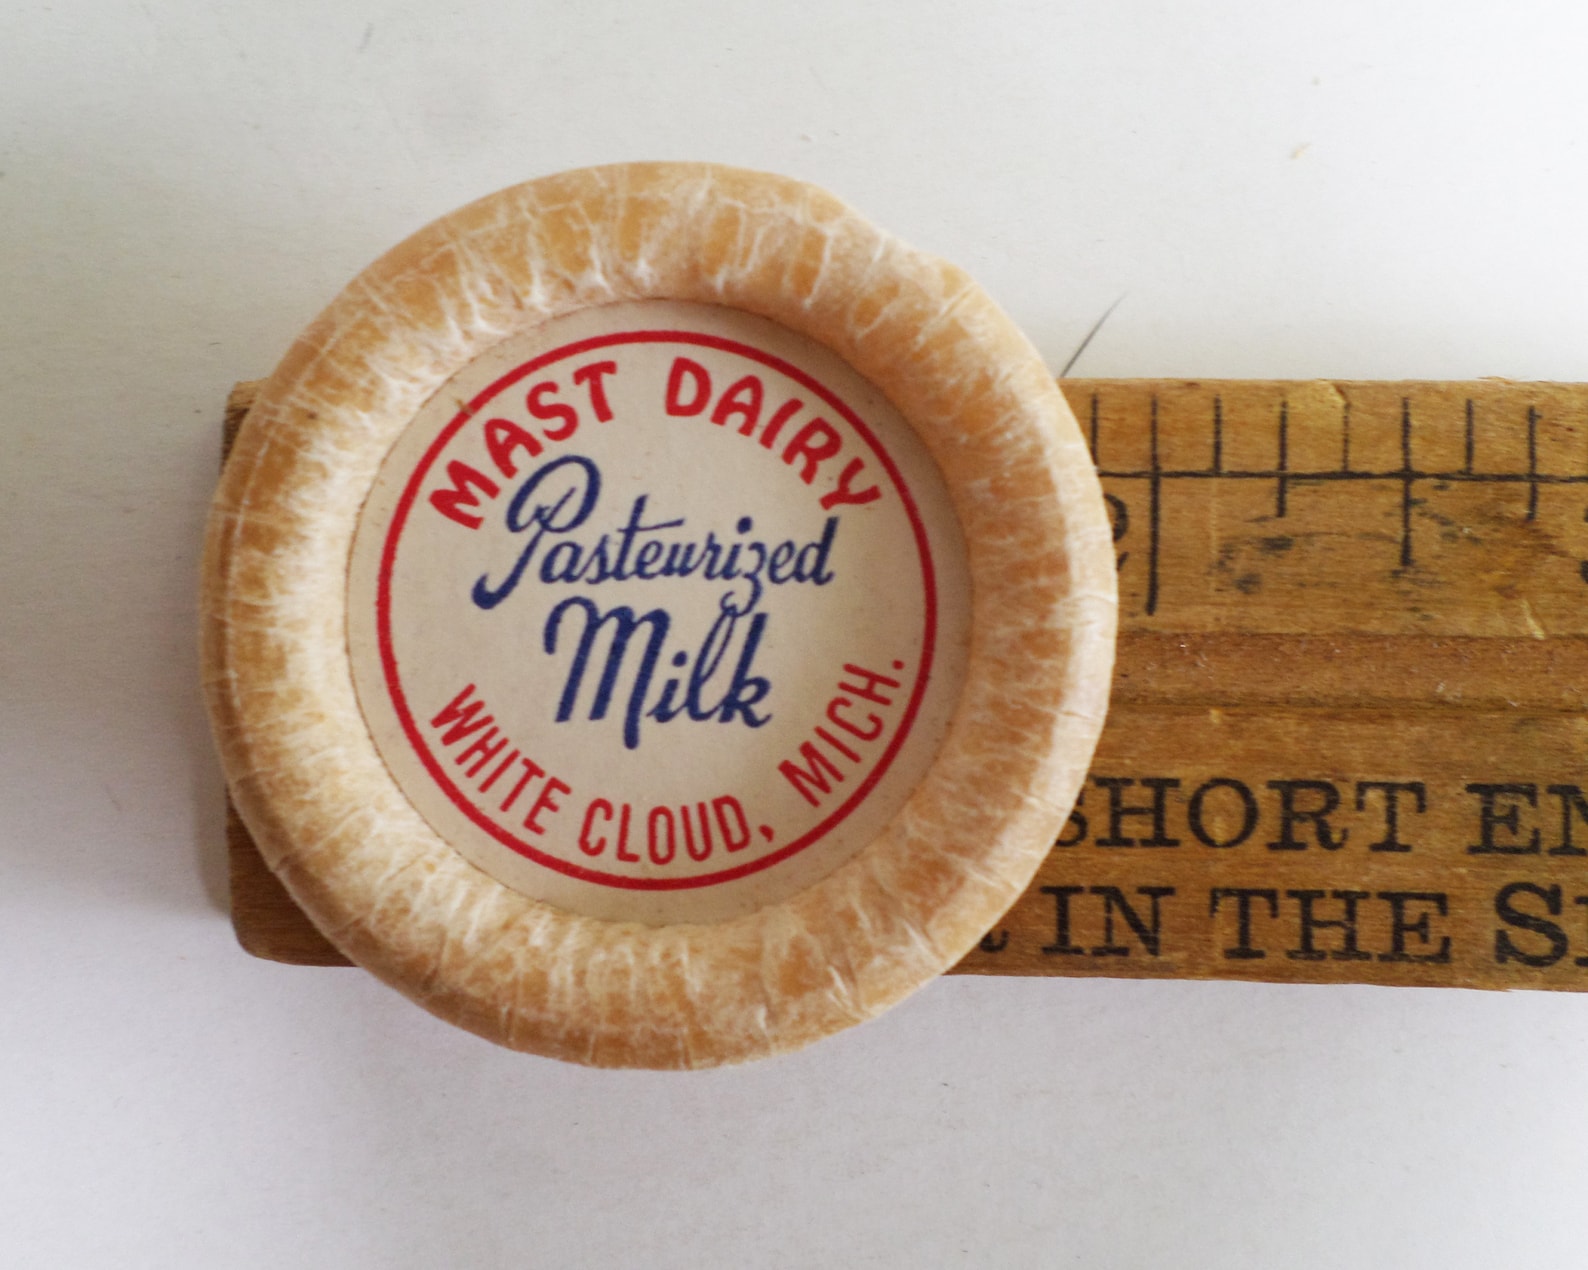 MAST DAIRY
Pasteurized
Milk
WHITE CLOUD, MICH.
2
SHORT EN
IN THE S